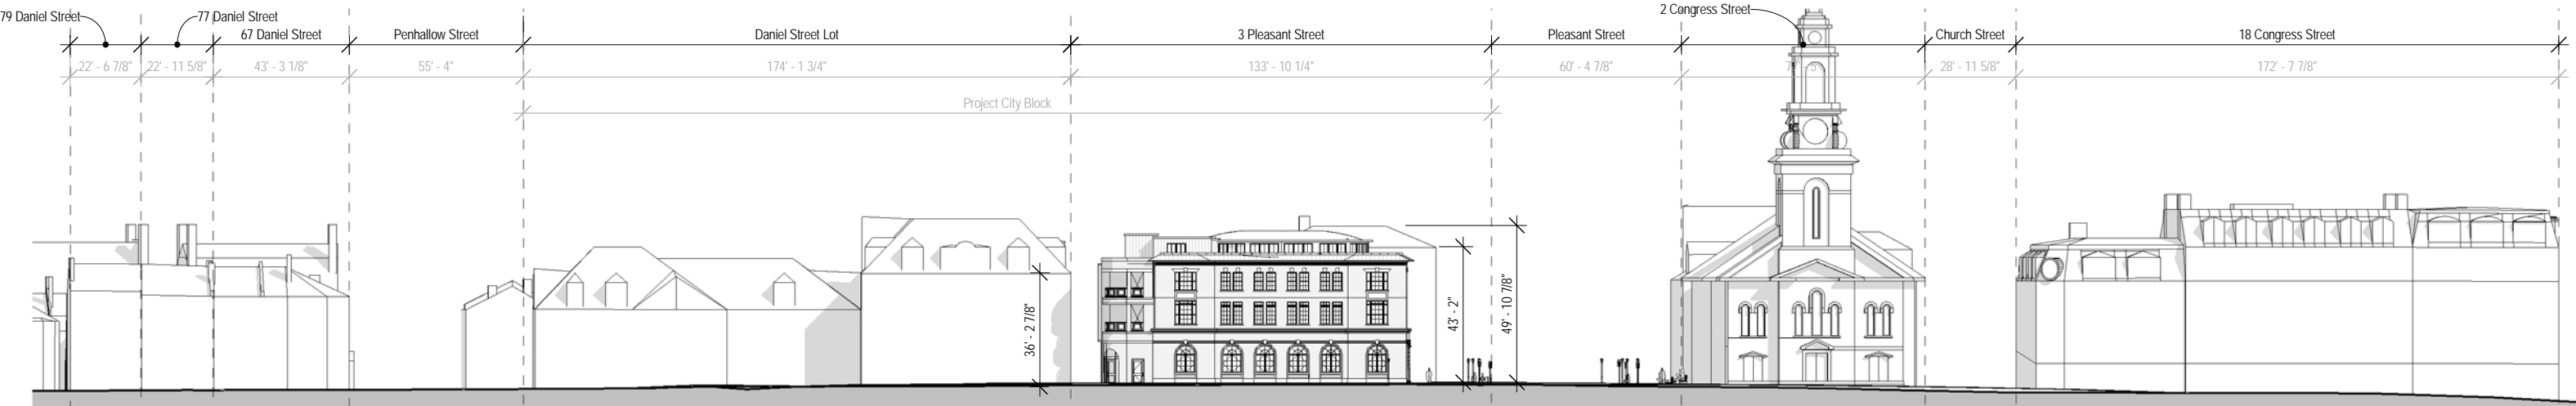 79 Daniel Street
77 Daniel Street
2 Congress Street
67 Daniel Street
Penhallow Street
Daniel Street Lot
3 Pleasant Street
Pleasant Street
Church Street
18 Congress Street
22' - 6 7/8"
22' - 11 5/8"
43' - 3 1/8"
55' - 4"
174' - 1 3/4"
133' - 10 1/4"
60' - 4 7/8"
28' - 11 5/8"
172' - 7 7/8"
Project City Block
36' - 2 7/8"
43' - 2"
49' - 10 7/8"